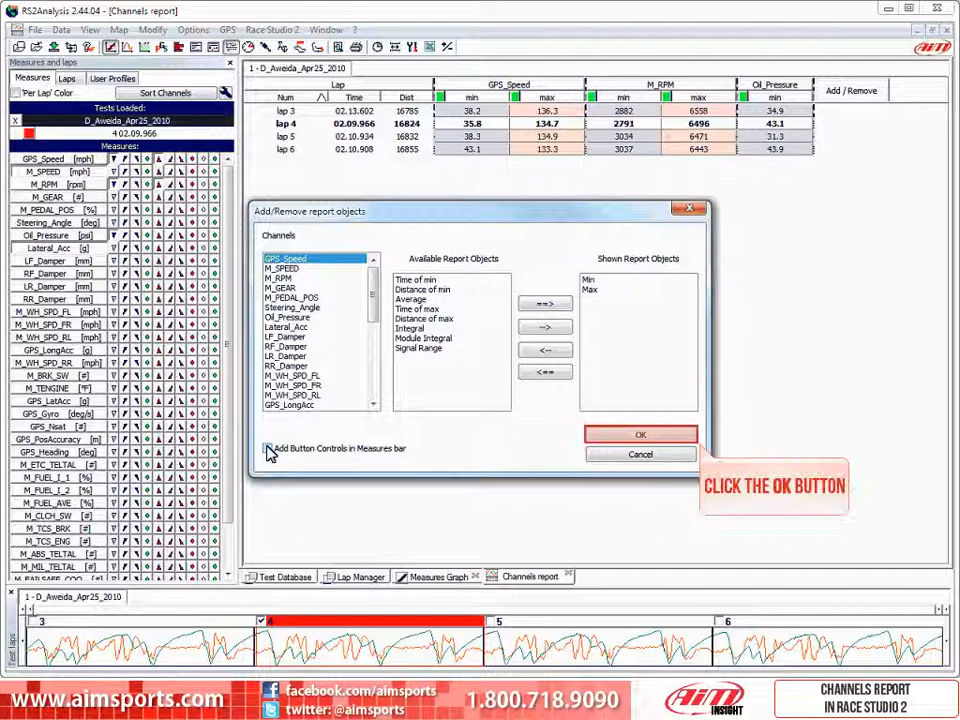 RS2Analysis 2.44.04 - [Channels report]
File Data View Map Modify Options GPS Race Studio 2 Window ?
Measures and laps
Measures Laps User Profiles
'Per Lap' Color Sort Channels
Tests Loaded:
X D_Aweida_Apr25_2010
4 02.09.966
Measures:
GPS_Speed [mph]
M_SPEED [mph]
M_RPM [rpm]
M_GEAR [#]
M_PEDAL_POS [%]
Steering_Angle [deg]
Oil_Pressure [psi]
Lateral_Acc [g]
LF_Damper [mm]
RF_Damper [mm]
LR_Damper [mm]
RR_Damper [mm]
M_WH_SPD_FL [mph]
M_WH_SPD_FR [mph]
M_WH_SPD_RL [mph]
GPS_LongAcc [g]
M_WH_SPD_RR [mph]
M_BRK_SW [#]
M_TENGINE [°F]
GPS_LatAcc [g]
GPS_Gyro [deg/s]
GPS_Nsat [#]
GPS_PosAccuracy [m]
GPS_Heading [deg]
M_ETC_TELTAL [#]
M_FUEL_I_1 [#]
M_FUEL_I_2 [#]
M_FUEL_AVE [#]
M_CLCH_SW [#]
M_TCS_BRK [#]
M_TCS_ENG [#]
M_ABS_TELTAL [#]
M_MIL_TELTAL [#]
1 - D_Aweida_Apr25_2010
Lap GPS_Speed M_RPM Oil_Pressure Add / Remove
Num Time Dist min max min max min
lap 3 02.13.602 16785 38.2 136.3 2882 6558 34.9
lap 4 02.09.966 16824 35.8 134.7 2791 6496 43.1
lap 5 02.10.934 16832 38.3 134.9 3034 6471 31.3
lap 6 02.10.908 16855 43.1 133.3 3037 6443 43.9
Add/Remove report objects
Channels
Available Report Objects Shown Report Objects
GPS_Speed
M_SPEED
M_RPM
M_GEAR
M_PEDAL_POS
Steering_Angle
Oil_Pressure
Lateral_Acc
LF_Damper
RF_Damper
LR_Damper
RR_Damper
M_WH_SPD_FL
M_WH_SPD_FR
M_WH_SPD_RL
GPS_LongAcc
Time of min
Distance of min
Average
Time of max
Distance of max
Integral
Module Integral
Signal Range
==>
-->
<--
<==
Min
Max
Add Button Controls in Measures bar
OK
Cancel
CLICK THE OK BUTTON
Test Database Lap Manager Measures Graph Channels report
1 - D_Aweida_Apr25_2010
Test laps
3 4 5 6
www.aimsports.com
facebook.com/aimsports
twitter: @aimsports
1.800.718.9090
AiM
INSIGHT
CHANNELS REPORT
IN RACE STUDIO 2